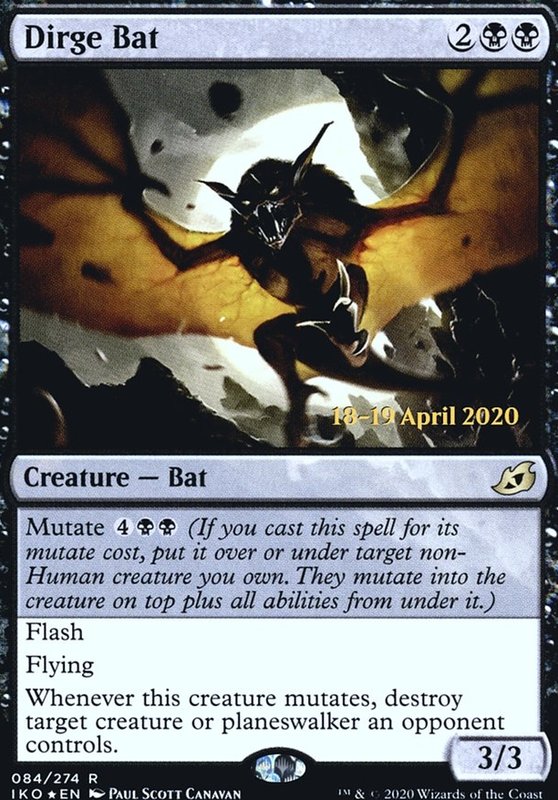 Dirge Bat 2
18–19 April 2020
Creature — Bat
Mutate 4 (If you cast this spell for its
mutate cost, put it over or under target non-
Human creature you own. They mutate into the
creature on top plus all abilities from under it.)
Flash
Flying
Whenever this creature mutates, destroy
target creature or planeswalker an opponent
controls.
3/3
084/274 R
IKO★EN Paul Scott Canavan
™ & © 2020 Wizards of the Coast